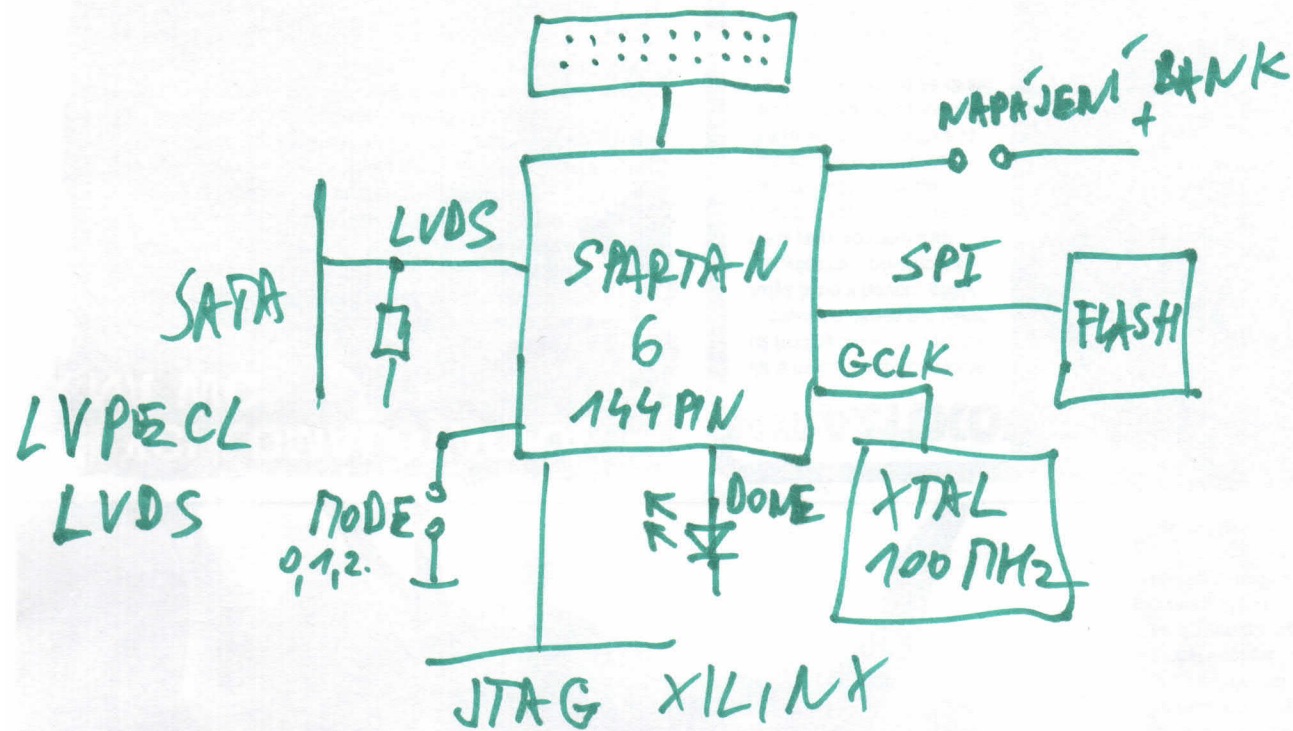 NAPÁJENÍ BANK
+
LVDS
SATA
SPARTAN
6
144 PIN
SPI
FLASH
GCLK
LVPECL
LVDS
MODE
0,1,2.
DONE
XTAL
100 MHz
JTAG XILINX